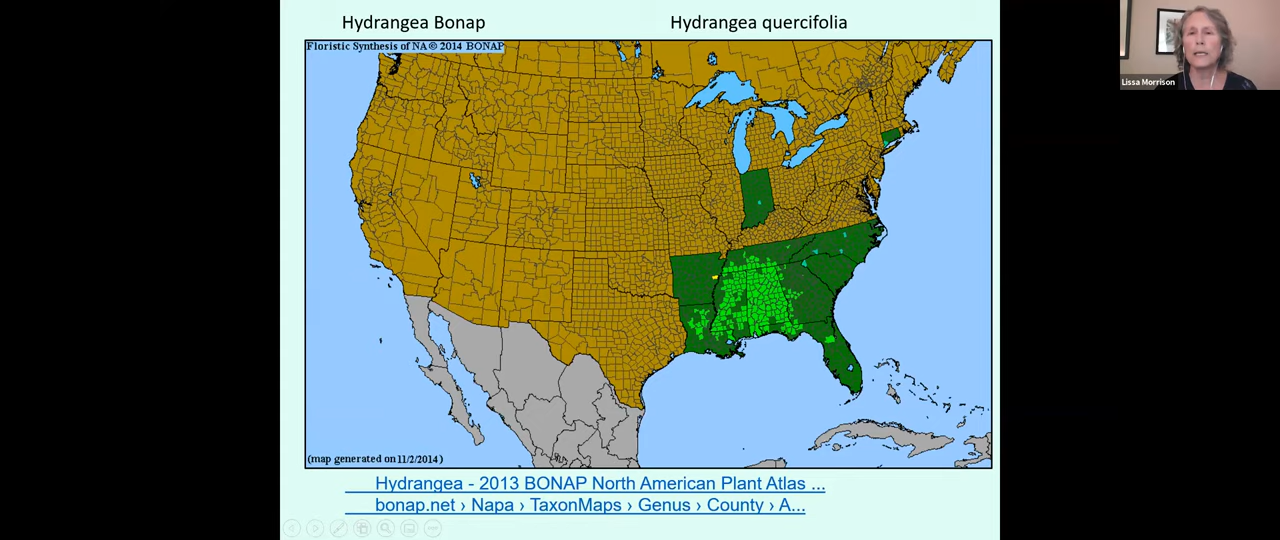 Hydrangea Bonap
Hydrangea quercifolia
Floristic Synthesis of NA © 2014 BONAP
Lissa Morrison
(map generated on 11/2/2014)
Hydrangea - 2013 BONAP North American Plant Atlas ...
bonap.net › Napa › TaxonMaps › Genus › County › A...